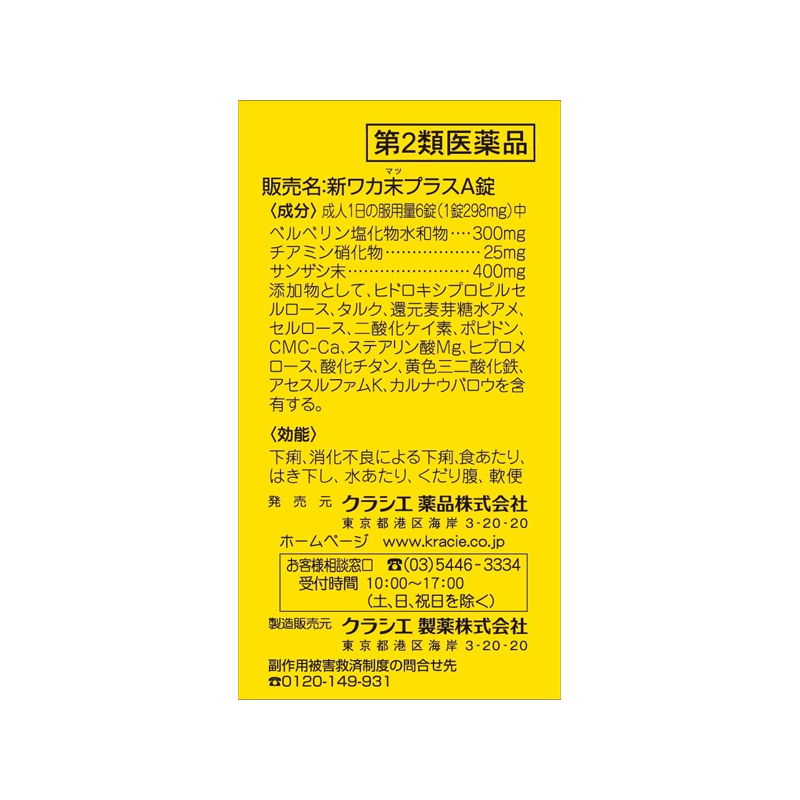 第2類医薬品
マツ
販売名:新ワカ末プラスA錠
〈成分〉成人1日の服用量6錠(1錠298mg)中
ベルベリン塩化物水和物‥‥300mg
チアミン硝化物………………25mg
サンザシ末……………………400mg
添加物として、ヒドロキシプロピルセ
ルロース、タルク、還元麦芽糖水アメ、
セルロース、二酸化ケイ素、ポビドン、
CMC-Ca、ステアリン酸Mg、ヒプロメ
ロース、酸化チタン、黄色三二酸化鉄、
アセスルファムK、カルナウバロウを含
有する。
〈効能〉
下痢、消化不良による下痢、食あたり、
はき下し、水あたり、くだり腹、軟便
発売元 クラシエ薬品株式会社
東京都港区海岸3-20-20
ホームページ www.kracie.co.jp
お客様相談窓口 ☎(03)5446-3334
受付時間 10:00〜17:00
(土、日、祝日を除く)
製造販売元 クラシエ製薬株式会社
東京都港区海岸3-20-20
副作用被害救済制度の問合せ先
☎0120-149-931